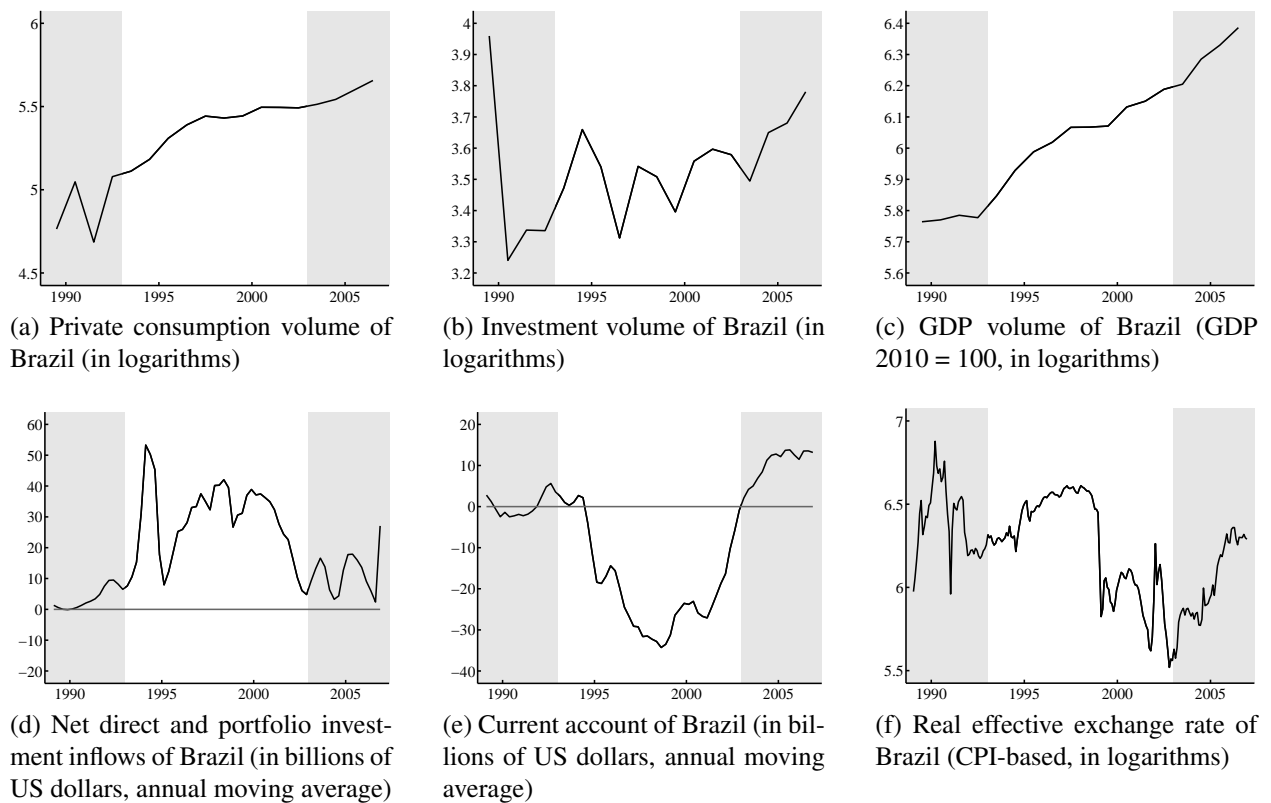 6
5.5
5
4.5
1990 1995 2000 2005
(a) Private consumption volume of
Brazil (in logarithms)
4
3.9
3.8
3.7
3.6
3.5
3.4
3.3
3.2
1990 1995 2000 2005
(b) Investment volume of Brazil (in
logarithms)
6.4
6.3
6.2
6.1
6
5.9
5.8
5.7
5.6
1990 1995 2000 2005
(c) GDP volume of Brazil (GDP
2010 = 100, in logarithms)
60
50
40
30
20
10
0
−10
−20
1990 1995 2000 2005
(d) Net direct and portfolio invest-
ment inflows of Brazil (in billions of
US dollars, annual moving average)
20
10
0
−10
−20
−30
−40
1990 1995 2000 2005
(e) Current account of Brazil (in bil-
lions of US dollars, annual moving
average)
7
6.5
6
5.5
1990 1995 2000 2005
(f) Real effective exchange rate of
Brazil (CPI-based, in logarithms)